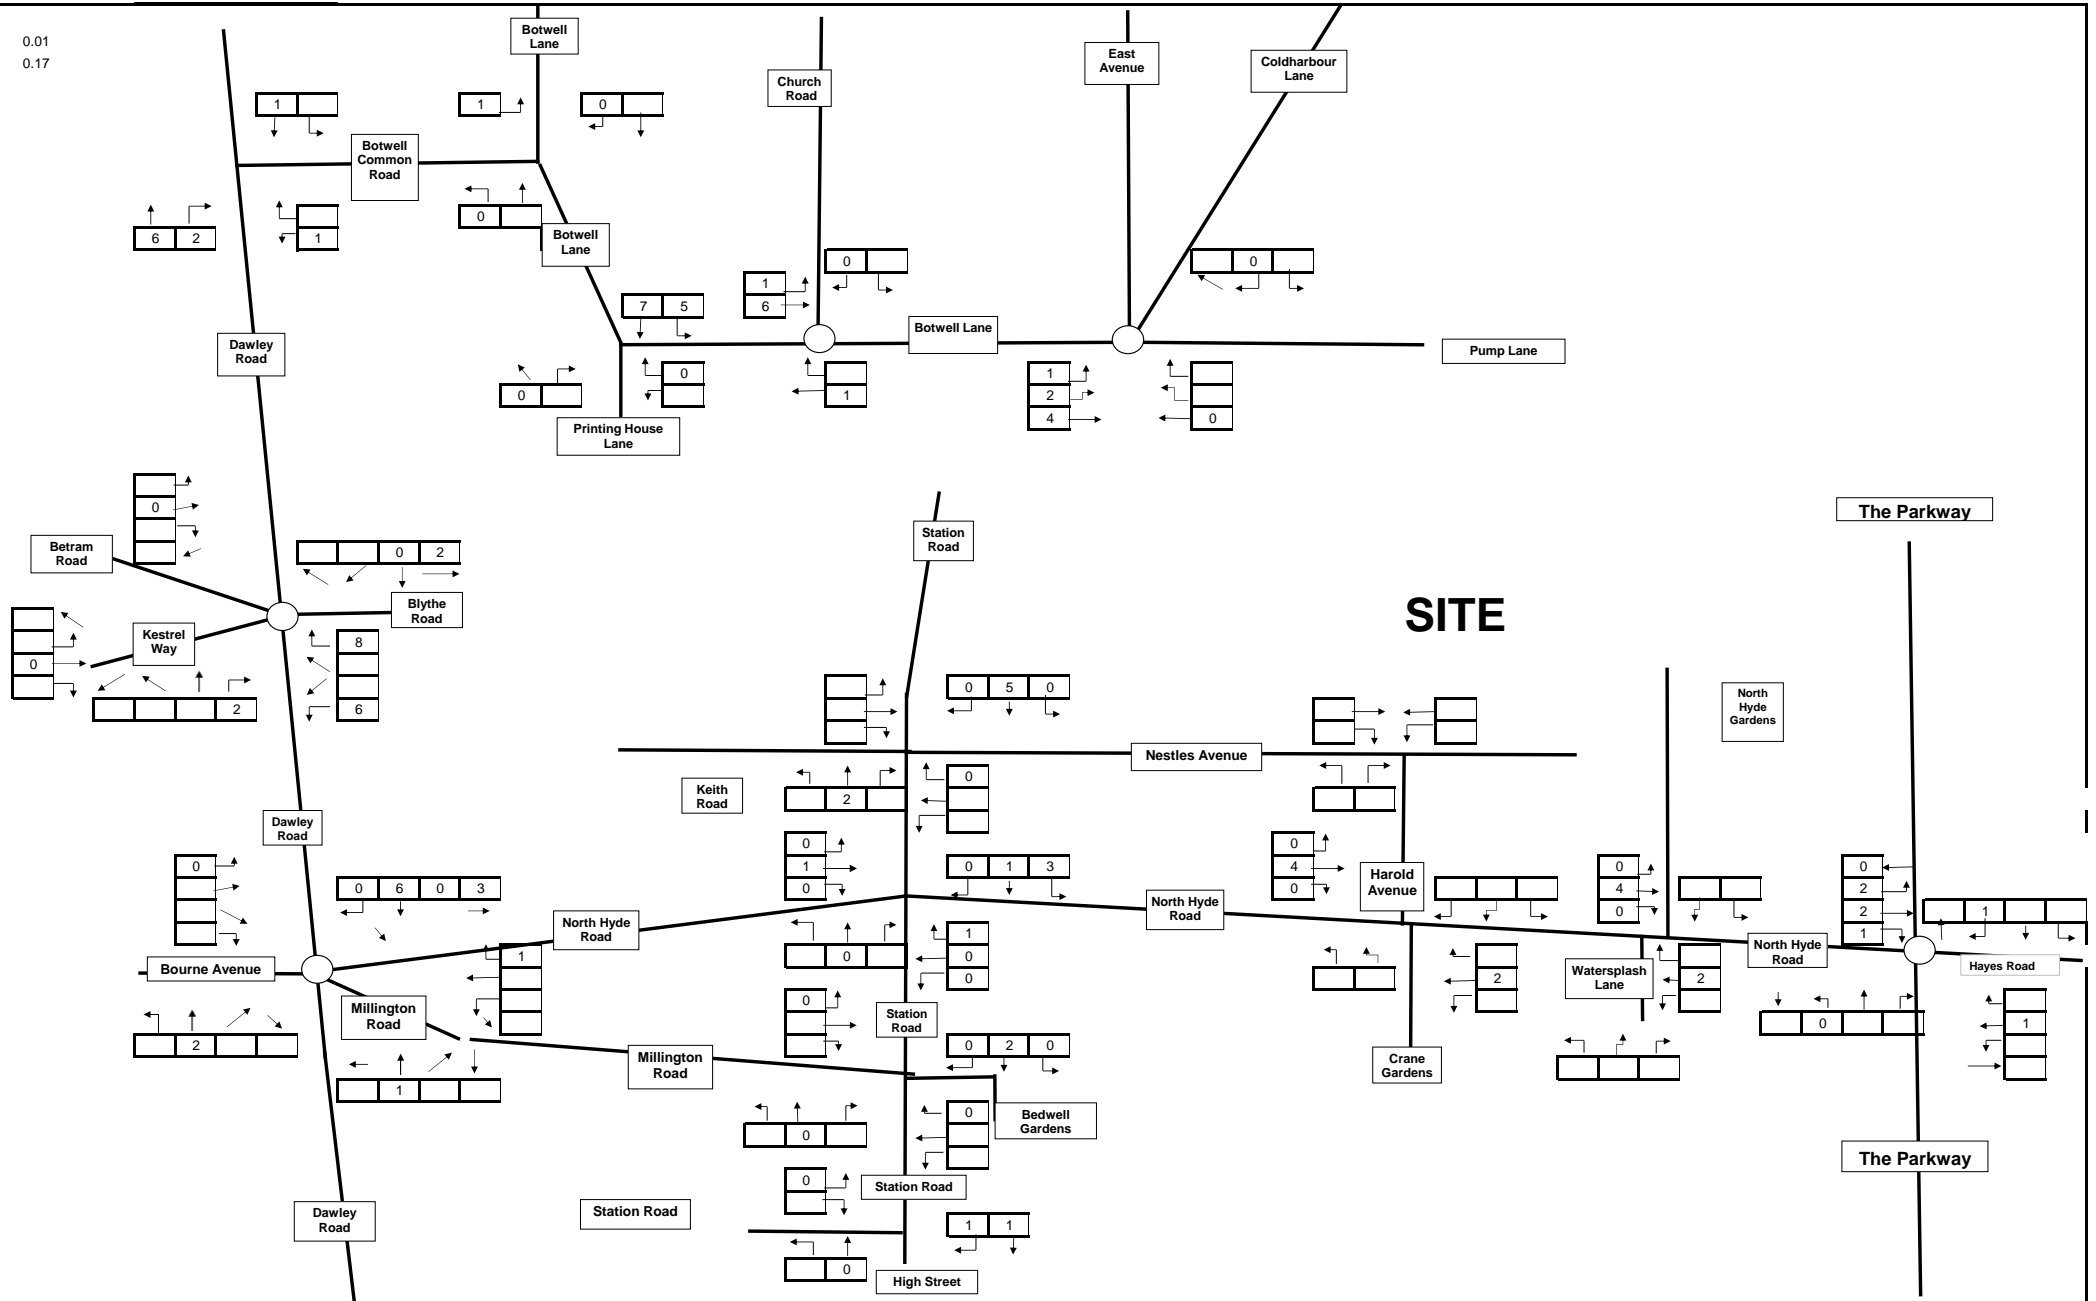 0.01
0.17
Botwell
Lane
Church
Road
East
Avenue
Coldharbour
Lane
1
1
0
Botwell
Common
Road
6 2
1
0
Botwell
Lane
7 5
1
6
0
0
Botwell Lane
Pump Lane
Dawley
Road
0
0
1
1
2
4
0
Printing House
Lane
0
Betram
Road
0 2
Blythe
Road
Kestrel
Way
0
2
8
6
Station
Road
The Parkway
SITE
0 5 0
North
Hyde
Gardens
Nestles Avenue
Keith
Road
2
0
Dawley
Road
0
0 6 0 3
0
1
0
0 1 3
0
4
0
Harold
Avenue
0
4
0
0
2
2
1
1
North Hyde
Road
North Hyde
Road
North Hyde
Road
Hayes Road
Bourne Avenue
1
0
1
0
0
2
Watersplash
Lane
2
Millington
Road
2
1
0
Station
Road
0
1
Millington
Road
0 2 0
Crane
Gardens
0
0
Bedwell
Gardens
The Parkway
0
Station Road
Dawley
Road
Station Road
1 1
0
High Street